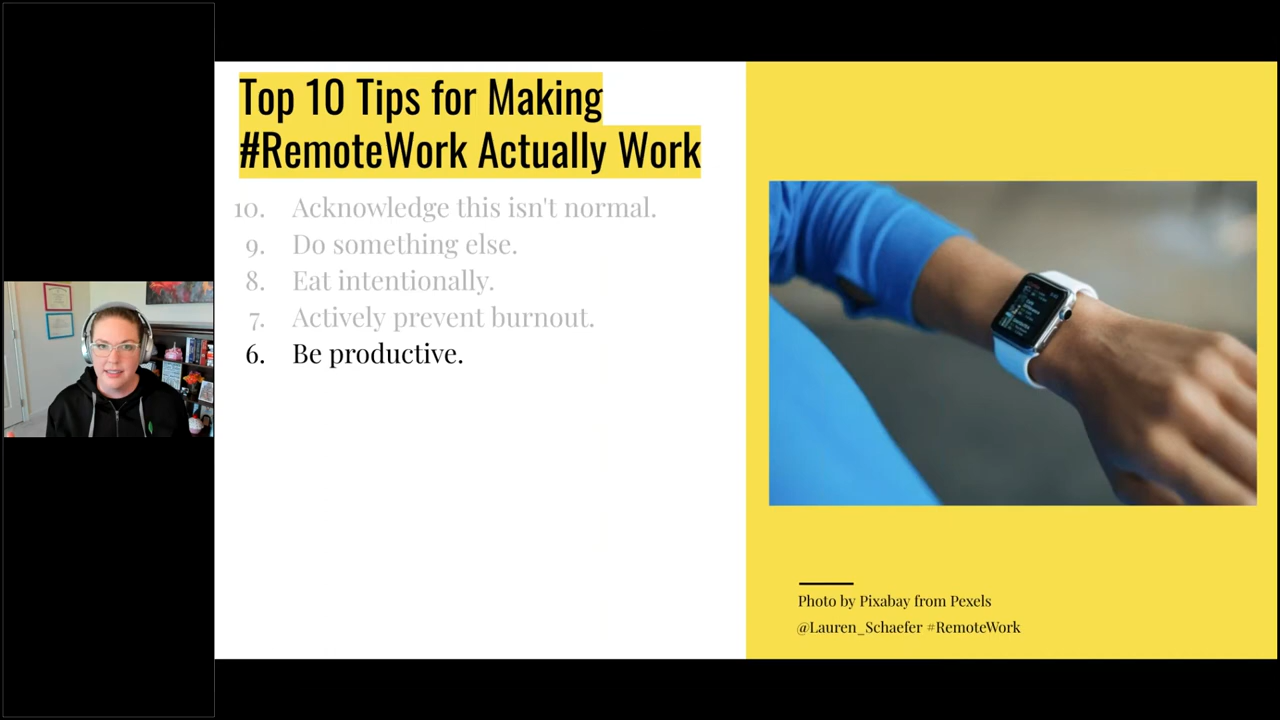 Top 10 Tips for Making
#RemoteWork Actually Work
10. Acknowledge this isn't normal.
9. Do something else.
8. Eat intentionally.
7. Actively prevent burnout.
6. Be productive.
Photo by Pixabay from Pexels
@Lauren_Schaefer #RemoteWork